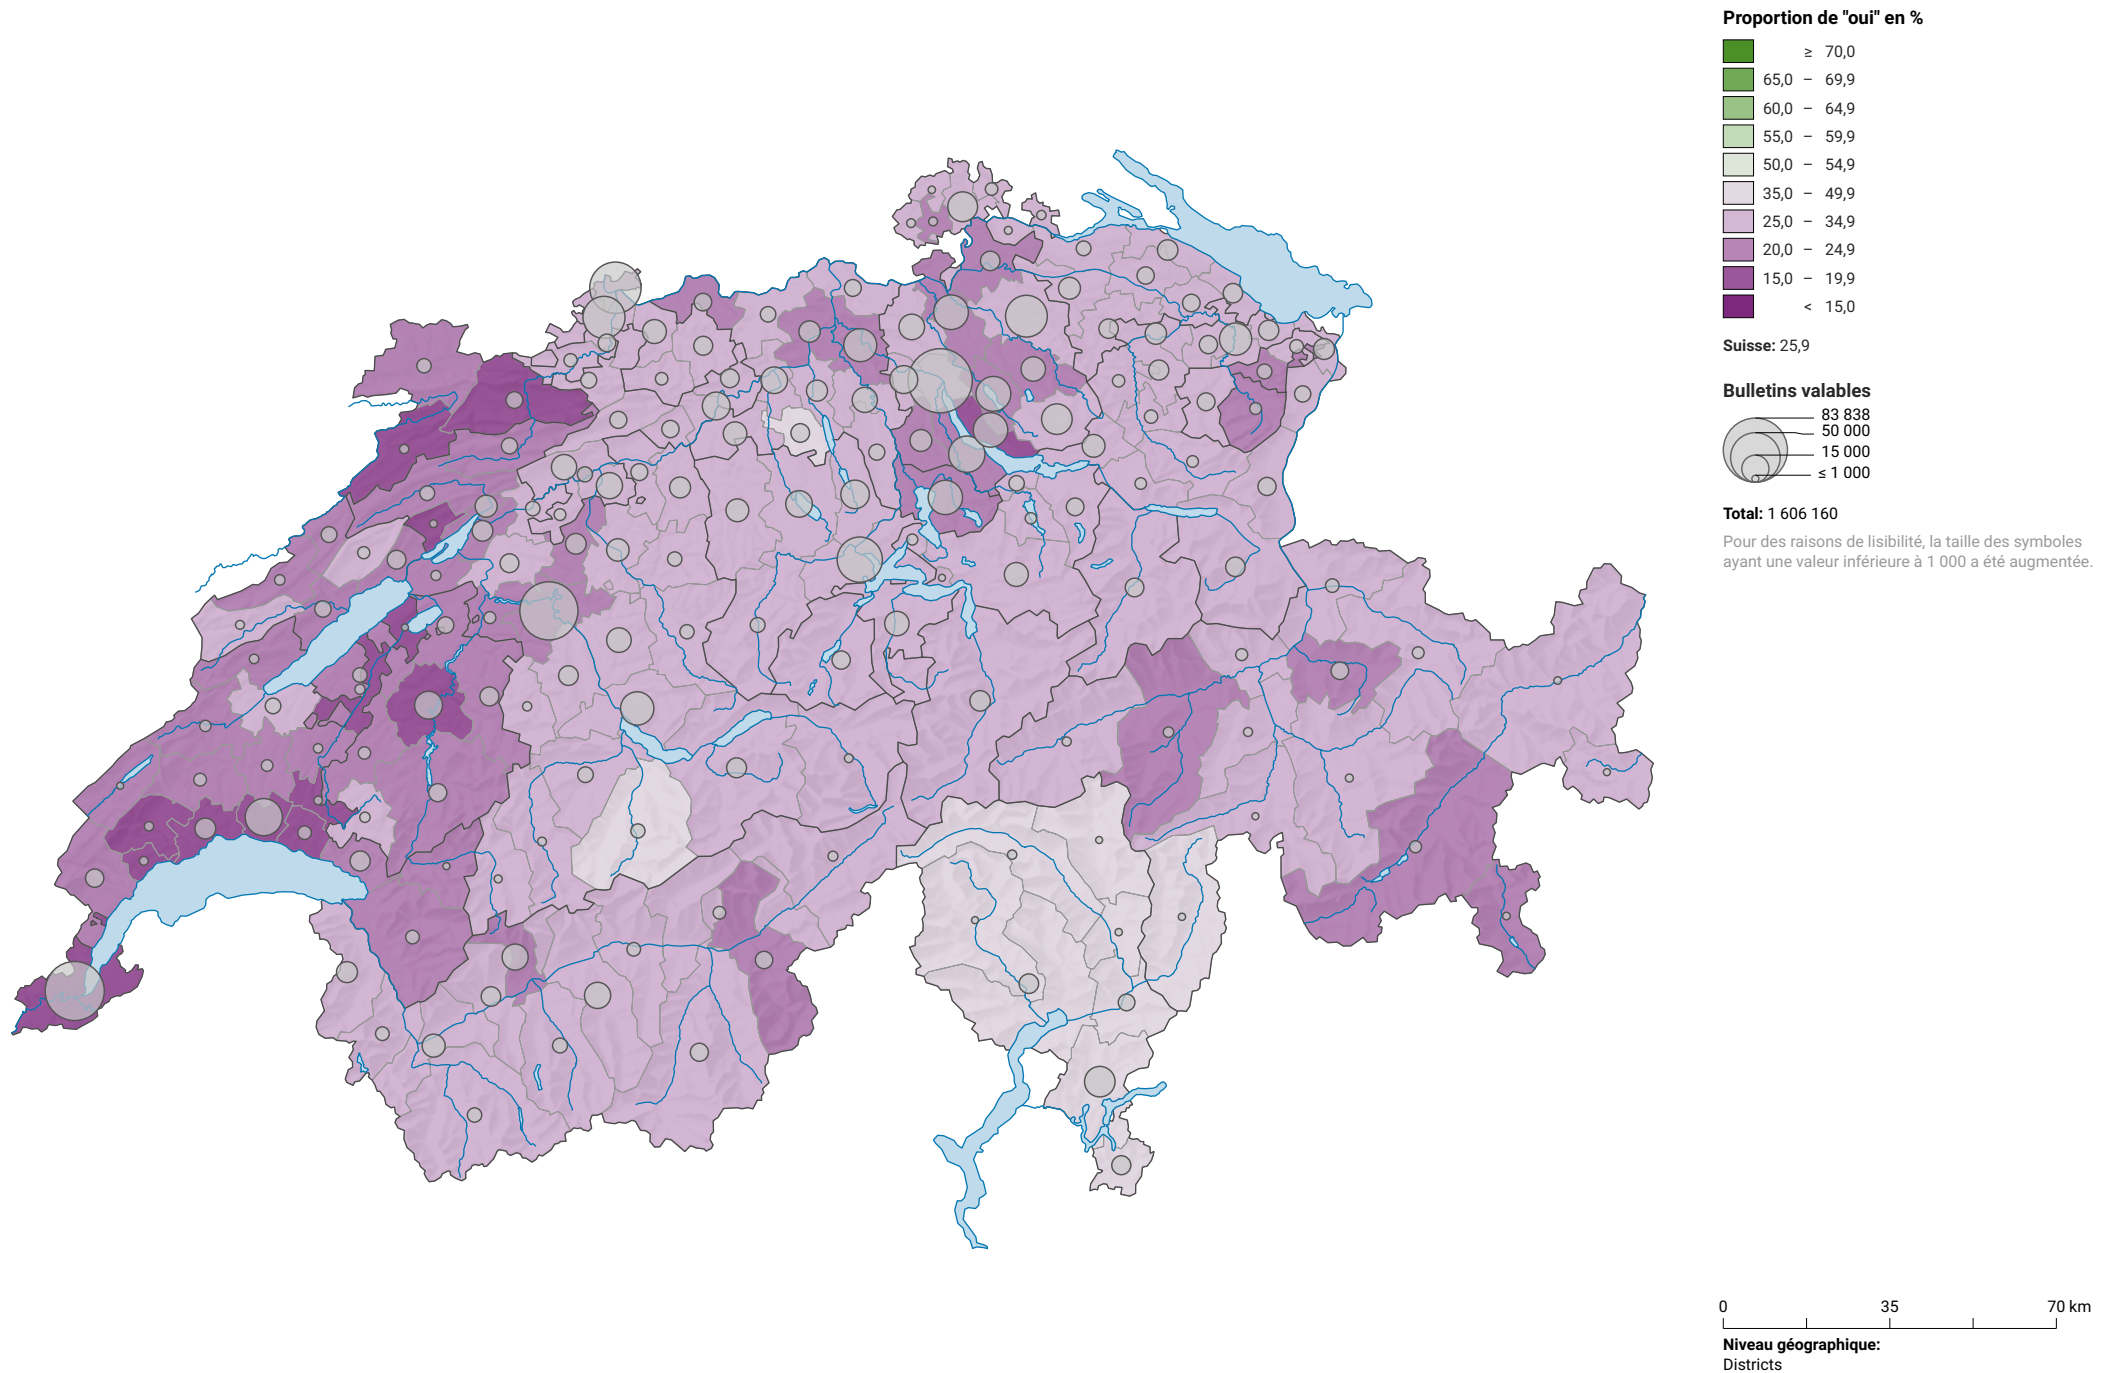 Proportion de "oui" en %
≥ 70,0
65,0 – 69,9
60,0 – 64,9
55,0 – 59,9
50,0 – 54,9
35,0 – 49,9
25,0 – 34,9
20,0 – 24,9
15,0 – 19,9
< 15,0
Suisse: 25,9
Bulletins valables
83 838
50 000
15 000
≤ 1 000
Total: 1 606 160
Pour des raisons de lisibilité, la taille des symboles
ayant une valeur inférieure à 1 000 a été augmentée.
0 35 70 km
Niveau géographique:
Districts